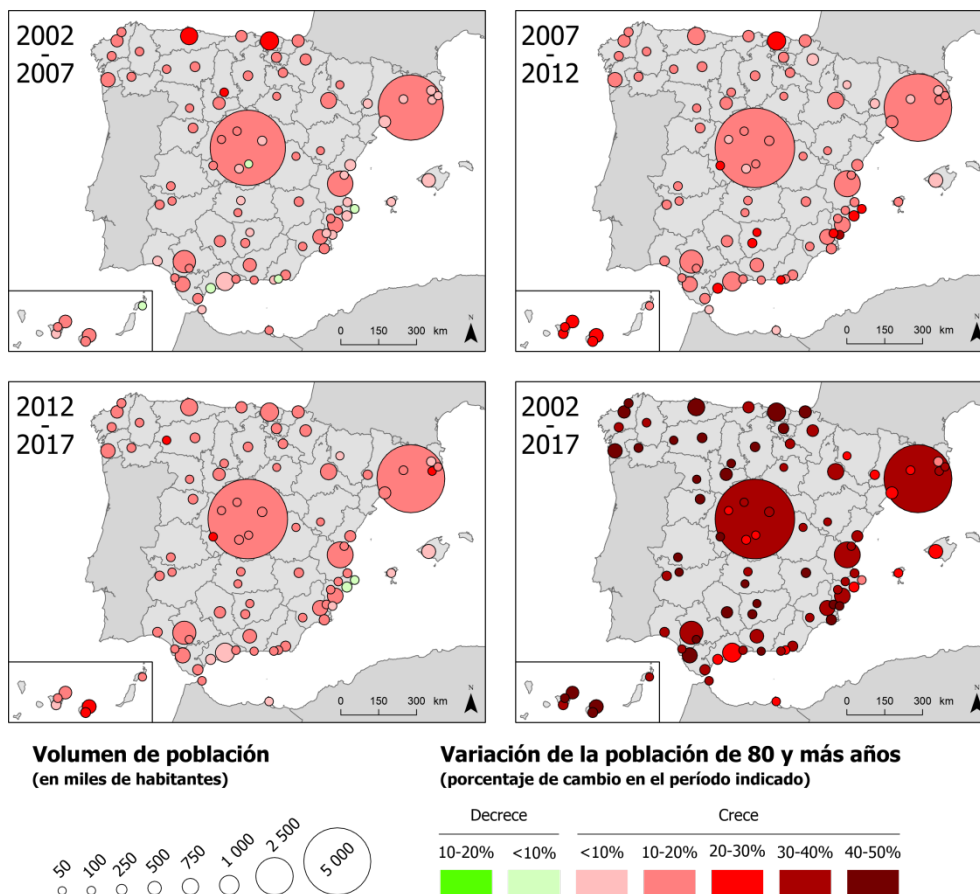 2002
-
2007
0 150 300
km
N
2007
-
2012
0 150 300
km
N
2012
-
2017
0 150 300
km
N
2002
-
2017
0 150 300
km
N
Volumen de población
(en miles de habitantes)
50 100 250 500 750 1 000 2 500 5 000
Variación de la población de 80 y más años
(porcentaje de cambio en el período indicado)
Decrece Crece
10-20% <10% <10% 10-20% 20-30% 30-40% 40-50%